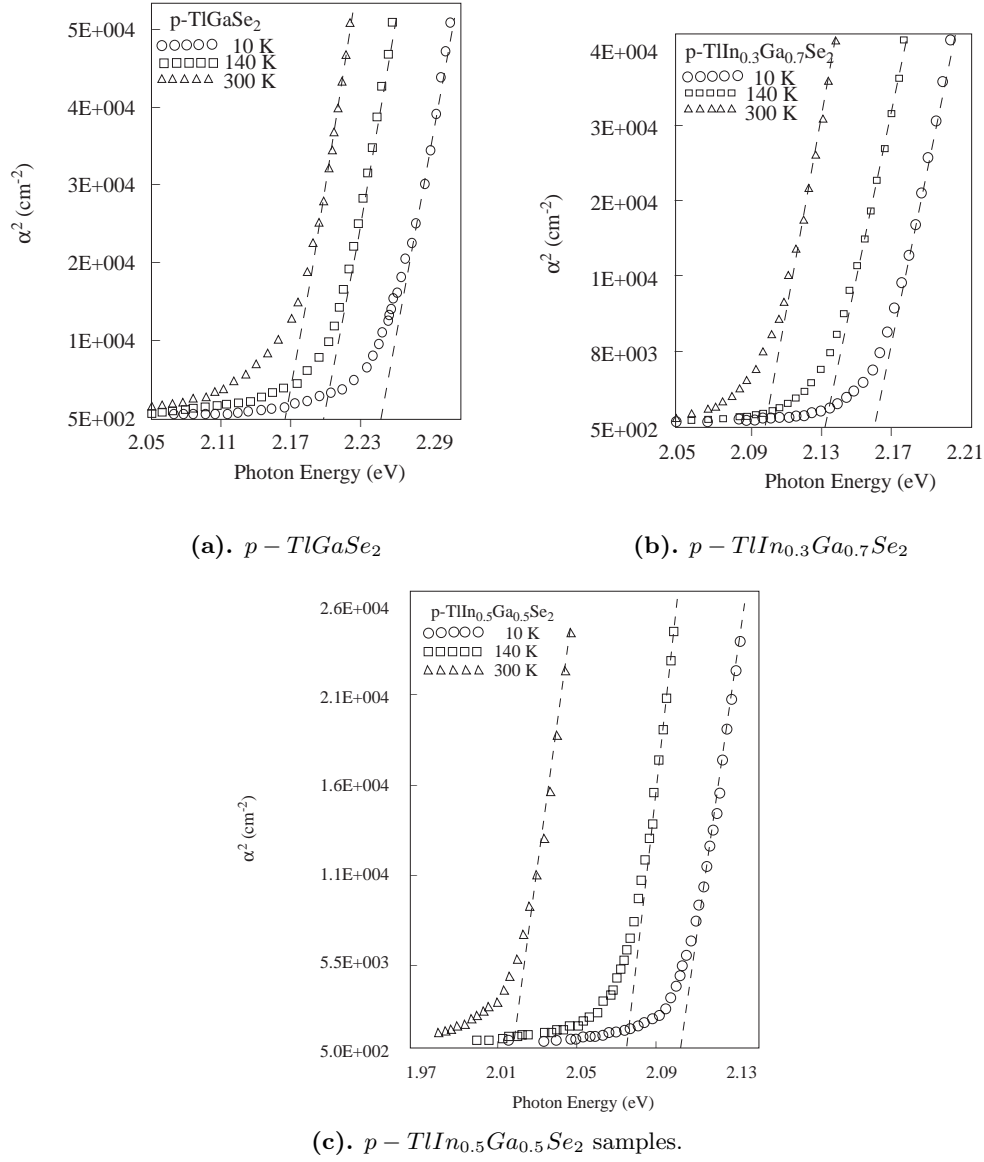 p-TlGaSe2
10 K
140 K
300 K
5E+004
4E+004
3E+004
2E+004
1E+004
5E+002
α² (cm⁻²)
2.05 2.11 2.17 2.23 2.29
Photon Energy (eV)
(a). p − TlGaSe2
p-TlIn0.3Ga0.7Se2
10 K
140 K
300 K
4E+004
3E+004
2E+004
1E+004
8E+003
5E+002
α² (cm⁻²)
2.05 2.09 2.13 2.17 2.21
Photon Energy (eV)
(b). p − TlIn0.3Ga0.7Se2
p-TlIn0.5Ga0.5Se2
10 K
140 K
300 K
2.6E+004
2.1E+004
1.6E+004
1.1E+004
5.5E+003
5.0E+002
α² (cm⁻²)
1.97 2.01 2.05 2.09 2.13
Photon Energy (eV)
(c). p − TlIn0.5Ga0.5Se2 samples.